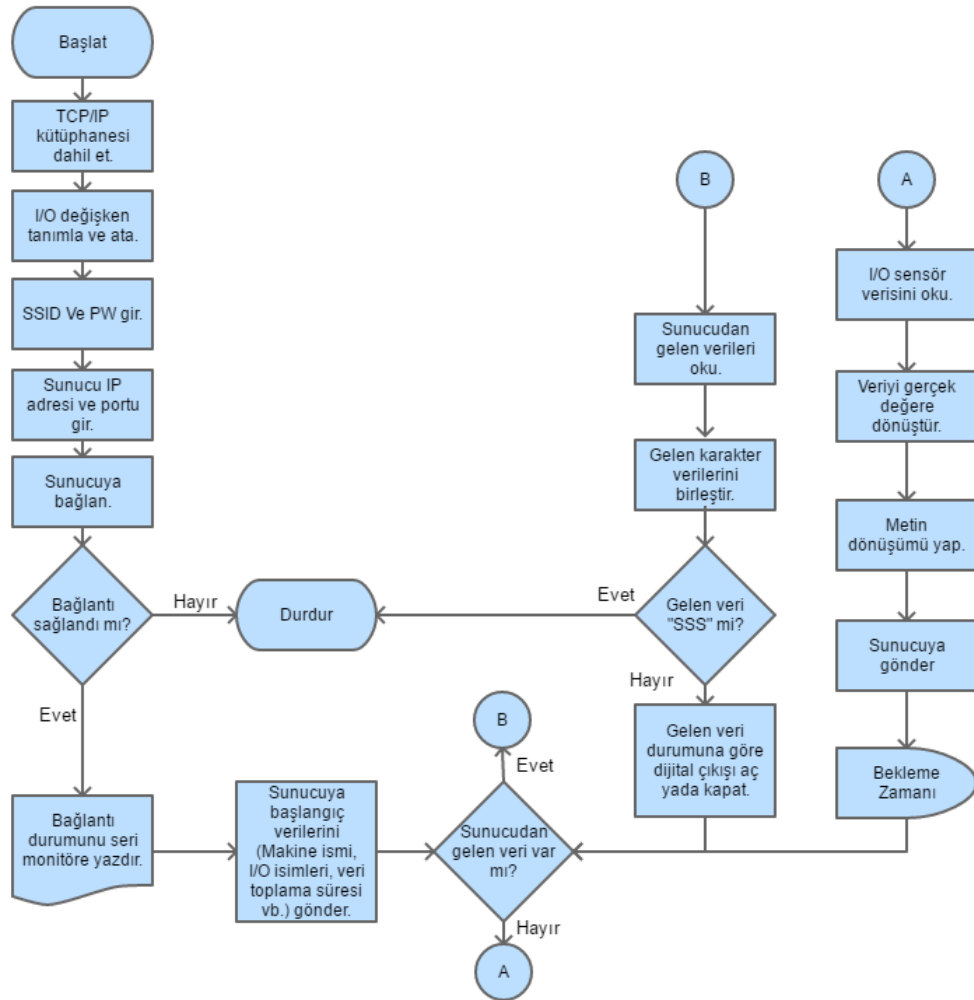 Başlat
TCP/IP
kütüphanesi
dahil et.
I/O değişken
tanımla ve ata.
SSID Ve PW gir.
Sunucu IP
adresi ve portu
gir.
Sunucuya
bağlan.
Bağlantı
sağlandı mı?
Hayır
Durdur
Evet
Bağlantı
durumunu seri
monitöre yazdır.
Sunucuya
başlangıç
verilerini
(Makine ismi,
I/O isimleri, veri
toplama süresi
vb.) gönder.
Sunucudan
gelen veri var
mı?
Evet
B
Hayır
A
B
Sunucudan
gelen verileri
oku.
Gelen karakter
verilerini
birleştir.
Gelen veri
"SSS" mi?
Evet
Hayır
Gelen veri
durumuna göre
dijital çıkışı aç
yada kapat.
A
I/O sensör
verisini oku.
Veriyi gerçek
değere
dönüştür.
Metin
dönüşümü yap.
Sunucuya
gönder
Bekleme
Zamanı